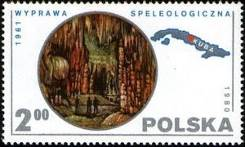 WYPRAWA SPELEOLOGICZNA
1961
KUBA
1980
2.00 POLSKA